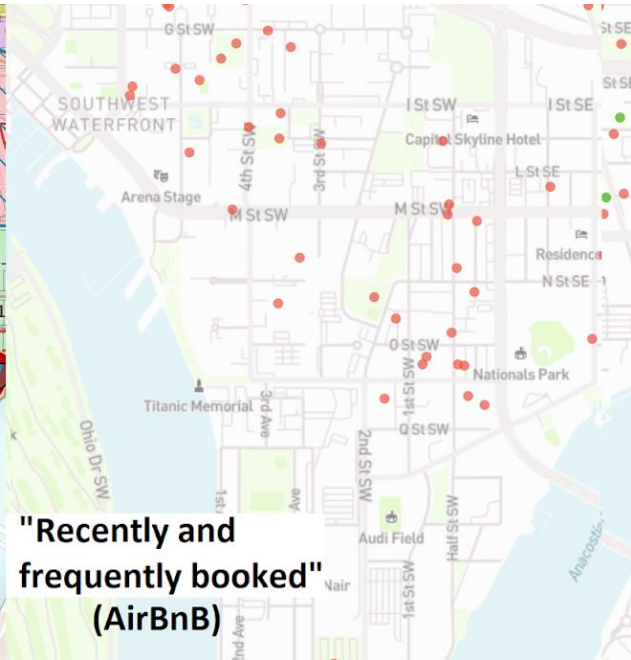 G St SW
St SE
St SE
SOUTHWEST
WATERFRONT
I St SW
I St SE
Capitol Skyline Hotel
4th St SW
3rd St SW
L St SE
Arena Stage
M St SW
M St SW
Residence
N St SE
O St SW
1st St SW
Nationals Park
Titanic Memorial
3rd Ave
Q St SW
Ohio Dr SW
2nd St SW
1st
Ave
Half St SW
"Recently and
frequently booked"
(AirBnB)
Audi Field
Anacostia
Nair
1st St SW
2nd Ave